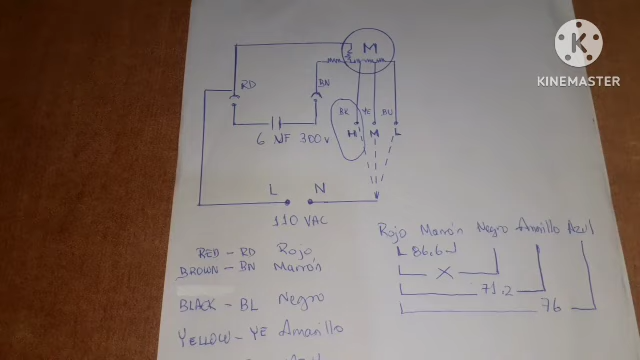 K
KINEMASTER
M
RD
BN
BK YE BU
H M L
6 NF 300v
L N
110 VAC
RED - RD Rojo
BROWN - BN Marrón
BLACK - BL Negro
YELLOW - YE Amarillo
Rojo Marrón Negro Amarillo Azul
86.6
X
71.2
76